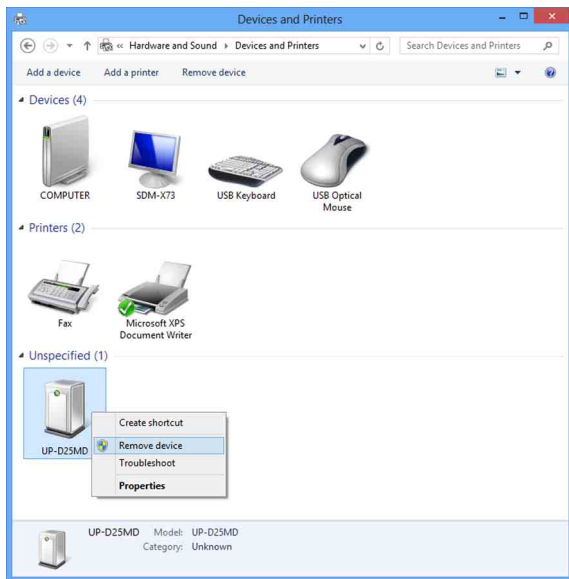 Devices and Printers
« Hardware and Sound ▸ Devices and Printers
Search Devices and Printers
Add a device Add a printer Remove device
Devices (4)
COMPUTER
SDM-X73
USB Keyboard
USB Optical
Mouse
Printers (2)
Fax
Microsoft XPS
Document Writer
Unspecified (1)
UP-D25MD
Create shortcut
Remove device
Troubleshoot
Properties
UP-D25MD Model: UP-D25MD
Category: Unknown